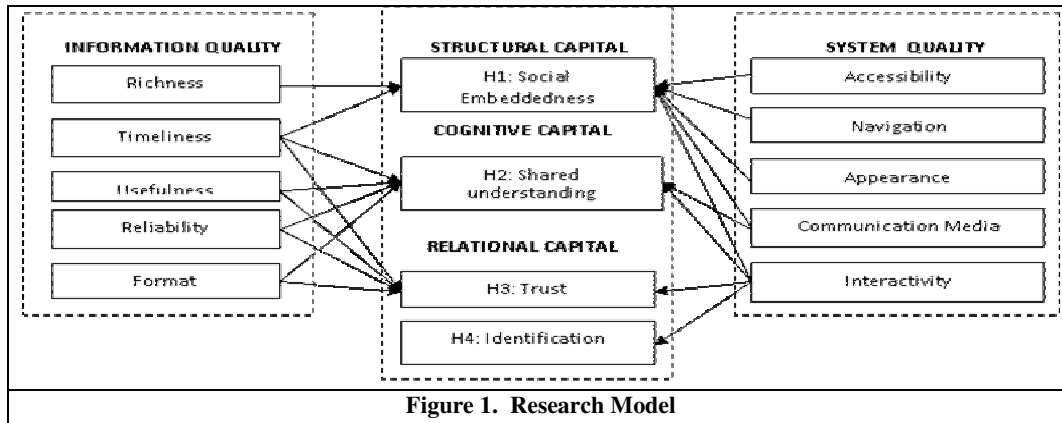 INFORMATION QUALITY
Richness
Timeliness
Usefulness
Reliability
Format
STRUCTURAL CAPITAL
H1: Social
Embeddedness
COGNITIVE CAPITAL
H2: Shared
understanding
RELATIONAL CAPITAL
H3: Trust
H4: Identification
SYSTEM QUALITY
Accessibility
Navigation
Appearance
Communication Media
Interactivity
Figure 1. Research Model